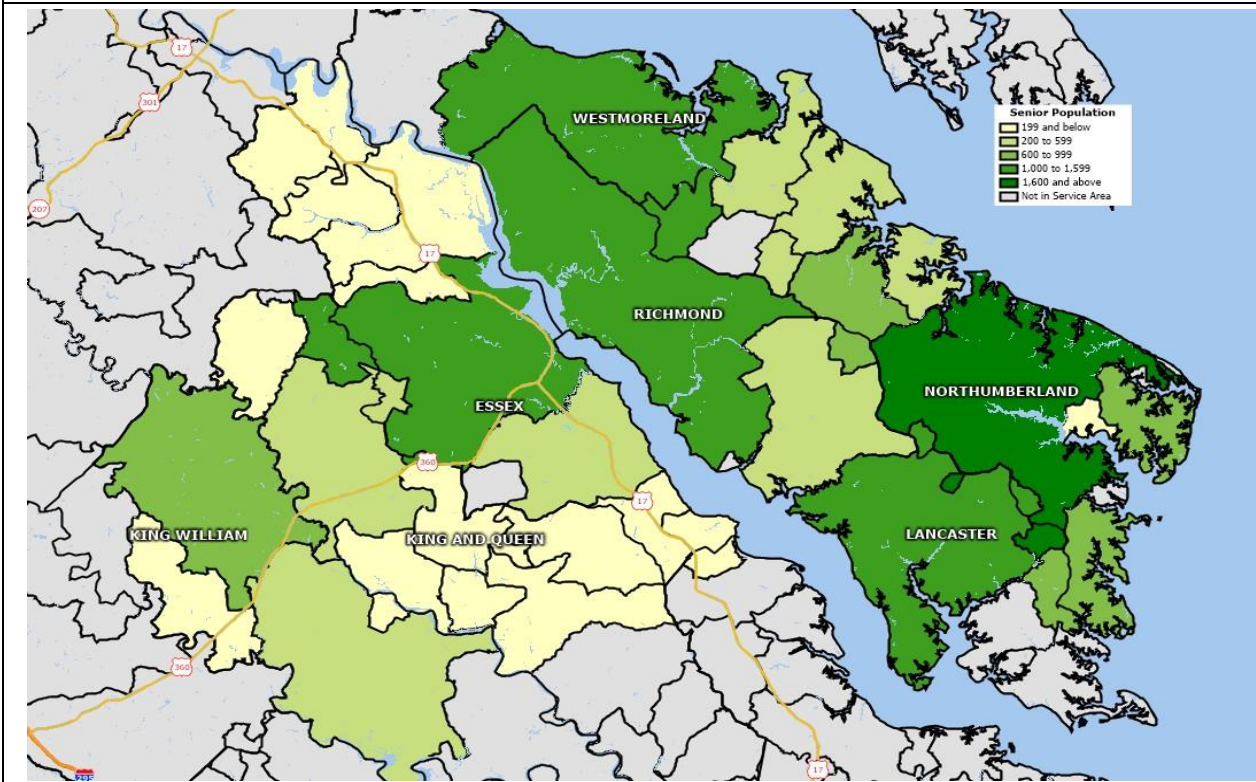 17
301
207
WESTMORELAND
Senior Population
199 and below
200 to 599
600 to 999
1,000 to 1,599
1,600 and above
Not in Service Area
17
RICHMOND
NORTHUMBERLAND
ESSEX
360
17
KING WILLIAM
KING AND QUEEN
LANCASTER
360
295
17